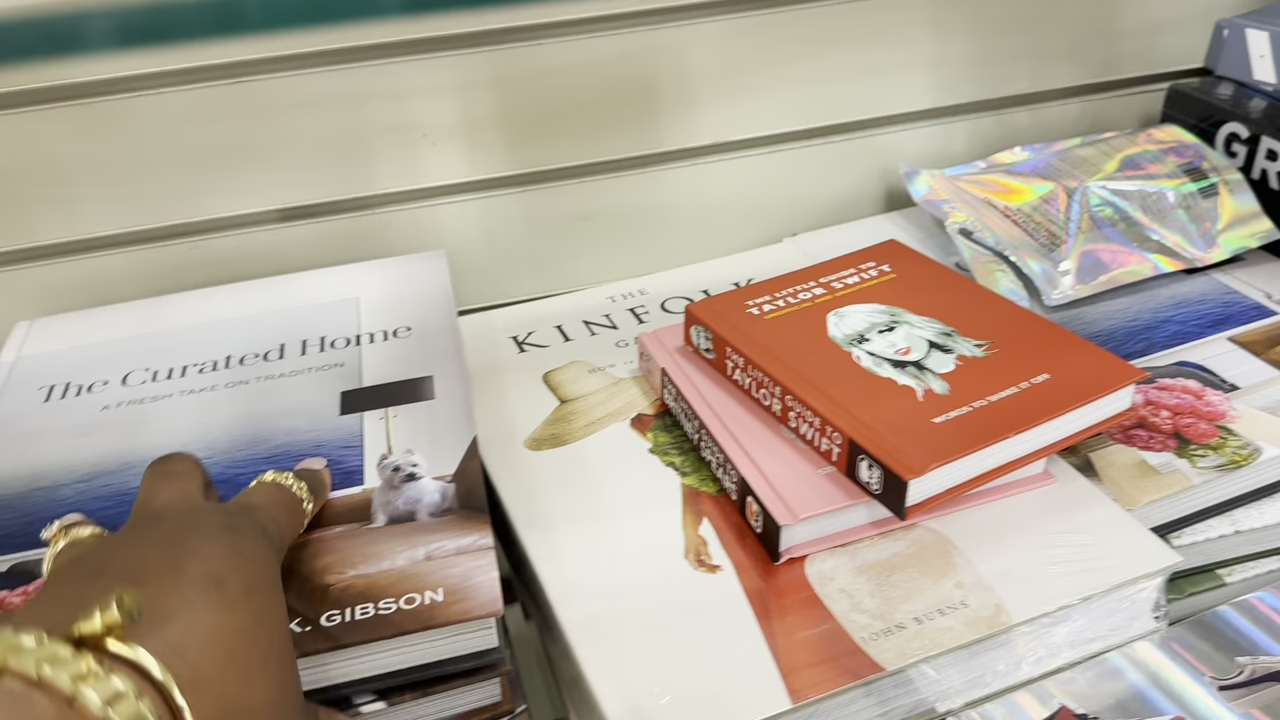 The Curated Home
A FRESH TAKE ON TRADITION
K. GIBSON
THE
KINFOLK
HOW
JOHN BURNS
THE LITTLE GUIDE TO
TAYLOR SWIFT
WORDS TO SHAKE IT OFF
THE LITTLE GUIDE TO
TAYLOR SWIFT
GR